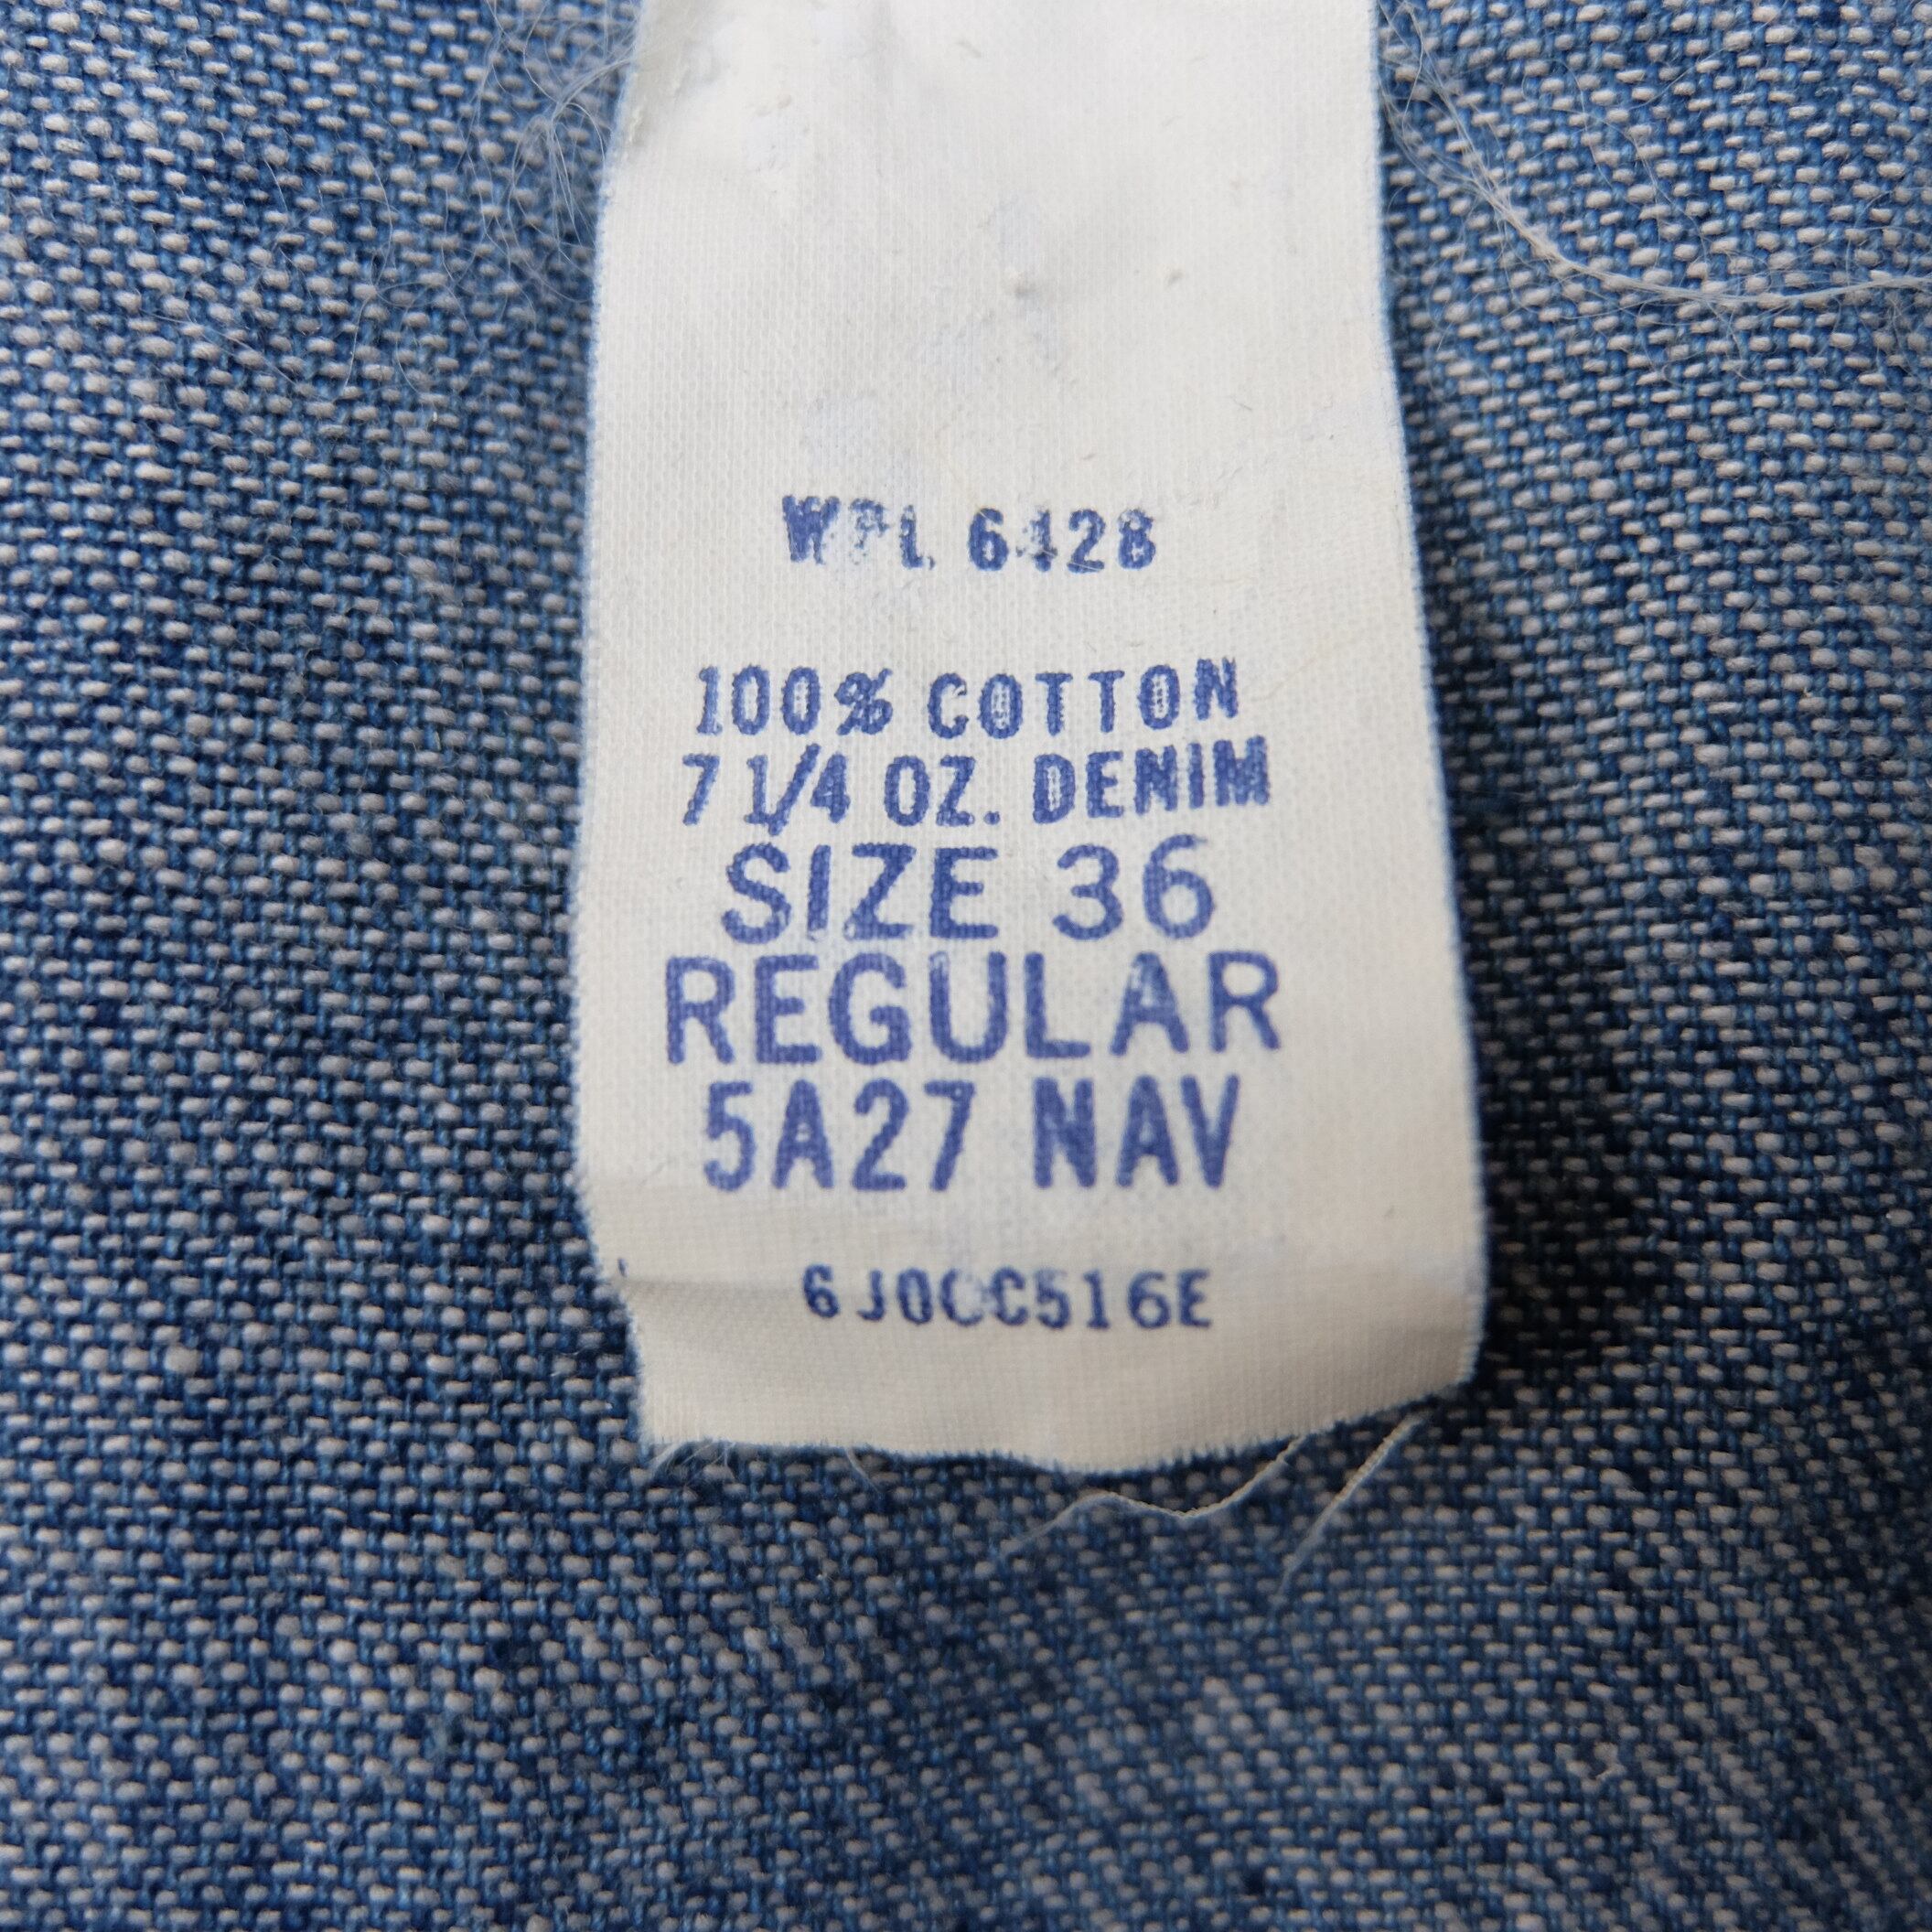 WPL 6428
100% COTTON
7 1/4 OZ. DENIM
SIZE 36
REGULAR
5A27 NAV
6J0CC516E